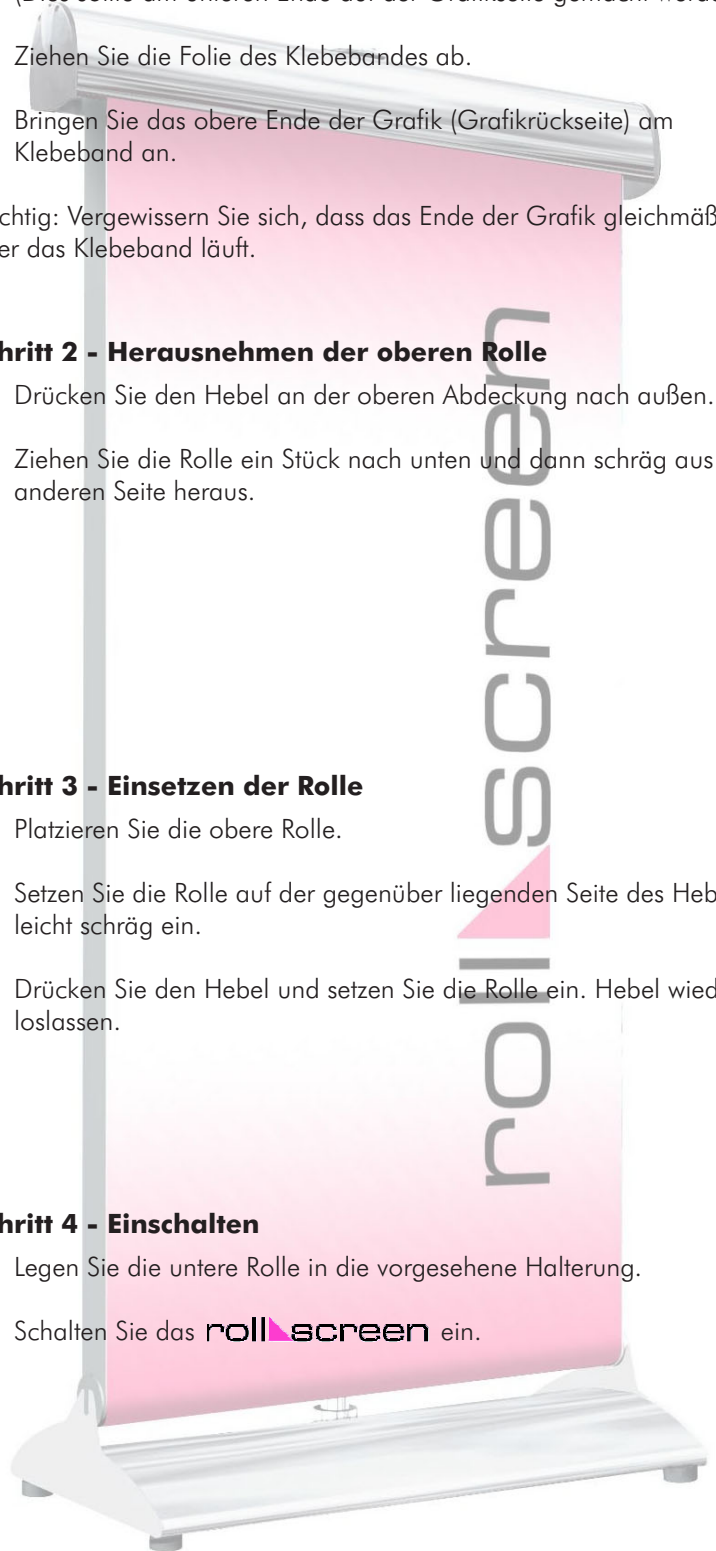 Ziehen Sie die Folie des Klebebandes ab.
Bringen Sie das obere Ende der Grafik (Grafikrückseite) am
Klebeband an.
chtig: Vergewissern Sie sich, dass das Ende der Grafik gleichmäß
er das Klebeband läuft.
hritt 2 - Herausnehmen der oberen Rolle
Drücken Sie den Hebel an der oberen Abdeckung nach außen.
Ziehen Sie die Rolle ein Stück nach unten und dann schräg aus
anderen Seite heraus.
hritt 3 - Einsetzen der Rolle
Platzieren Sie die obere Rolle.
Setzen Sie die Rolle auf der gegenüber liegenden Seite des Heb
leicht schräg ein.
Drücken Sie den Hebel und setzen Sie die Rolle ein. Hebel wied
loslassen.
hritt 4 - Einschalten
Legen Sie die untere Rolle in die vorgesehene Halterung.
Schalten Sie das rollscreen ein.
rollscreen